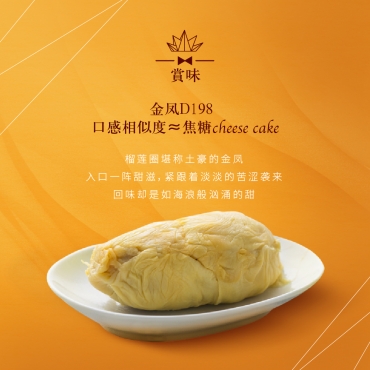 賞味
金凤D198
口感相似度≈焦糖cheese cake
榴莲圈堪称土豪的金凤
入口一阵甜滋,紧跟着淡淡的苦涩袭来
回味却是如海浪般汹涌的甜